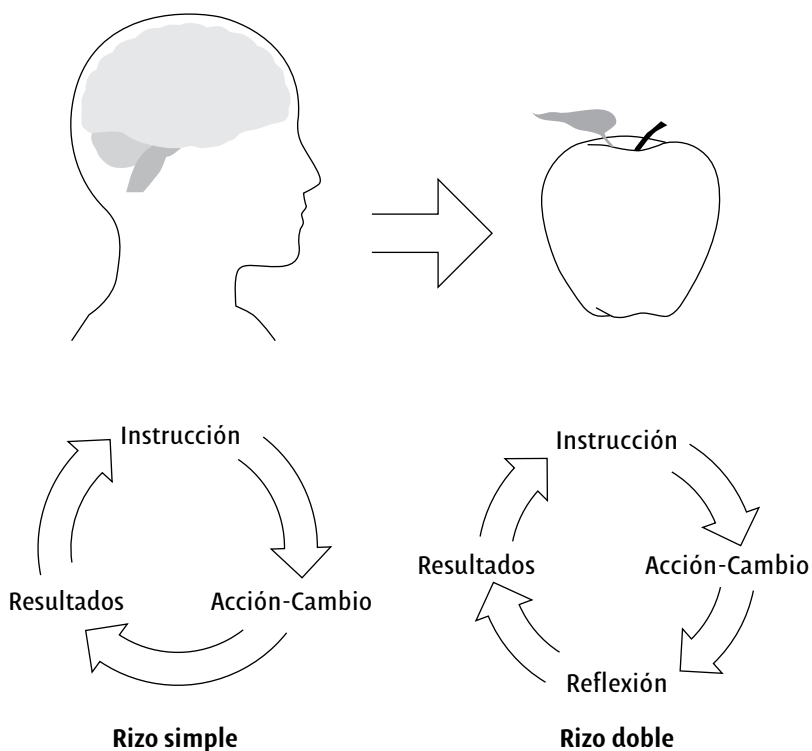 Instrucción
Resultados
Acción-Cambio
Rizo simple
Instrucción
Resultados
Acción-Cambio
Reflexión
Rizo doble